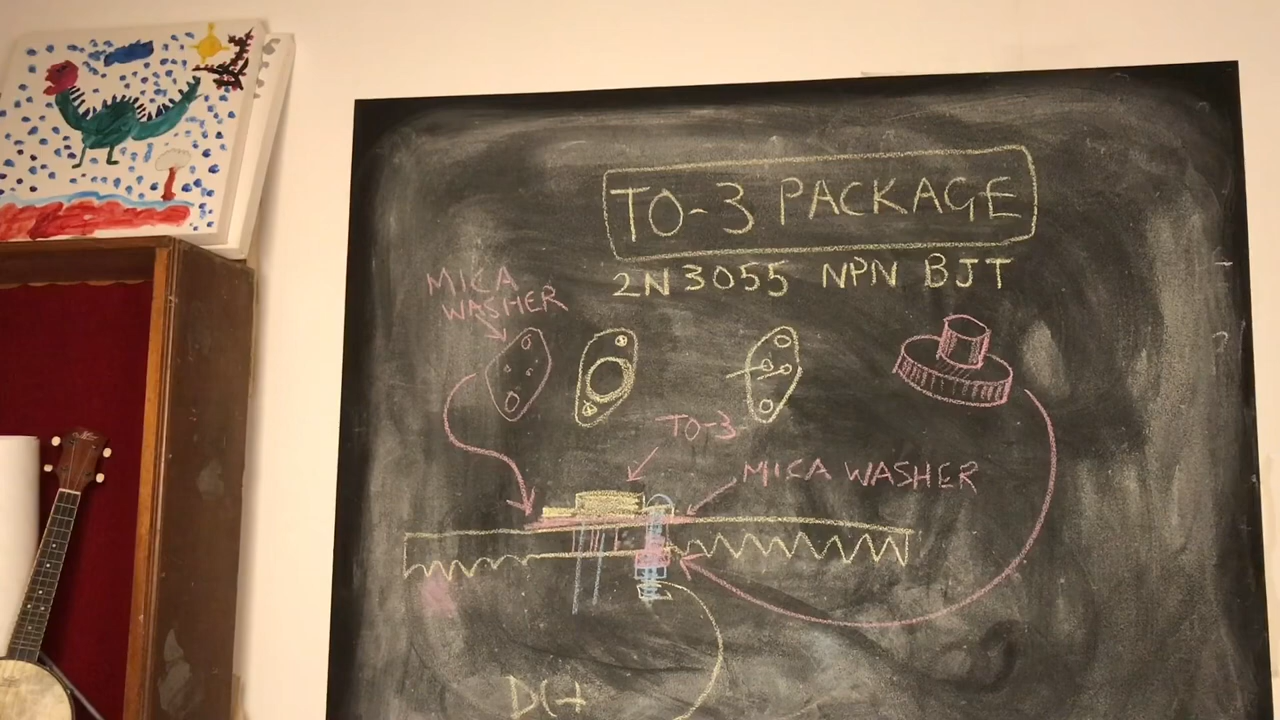 TO-3 PACKAGE
2N3055 NPN BJT
MICA
WASHER
TO-3
MICA WASHER